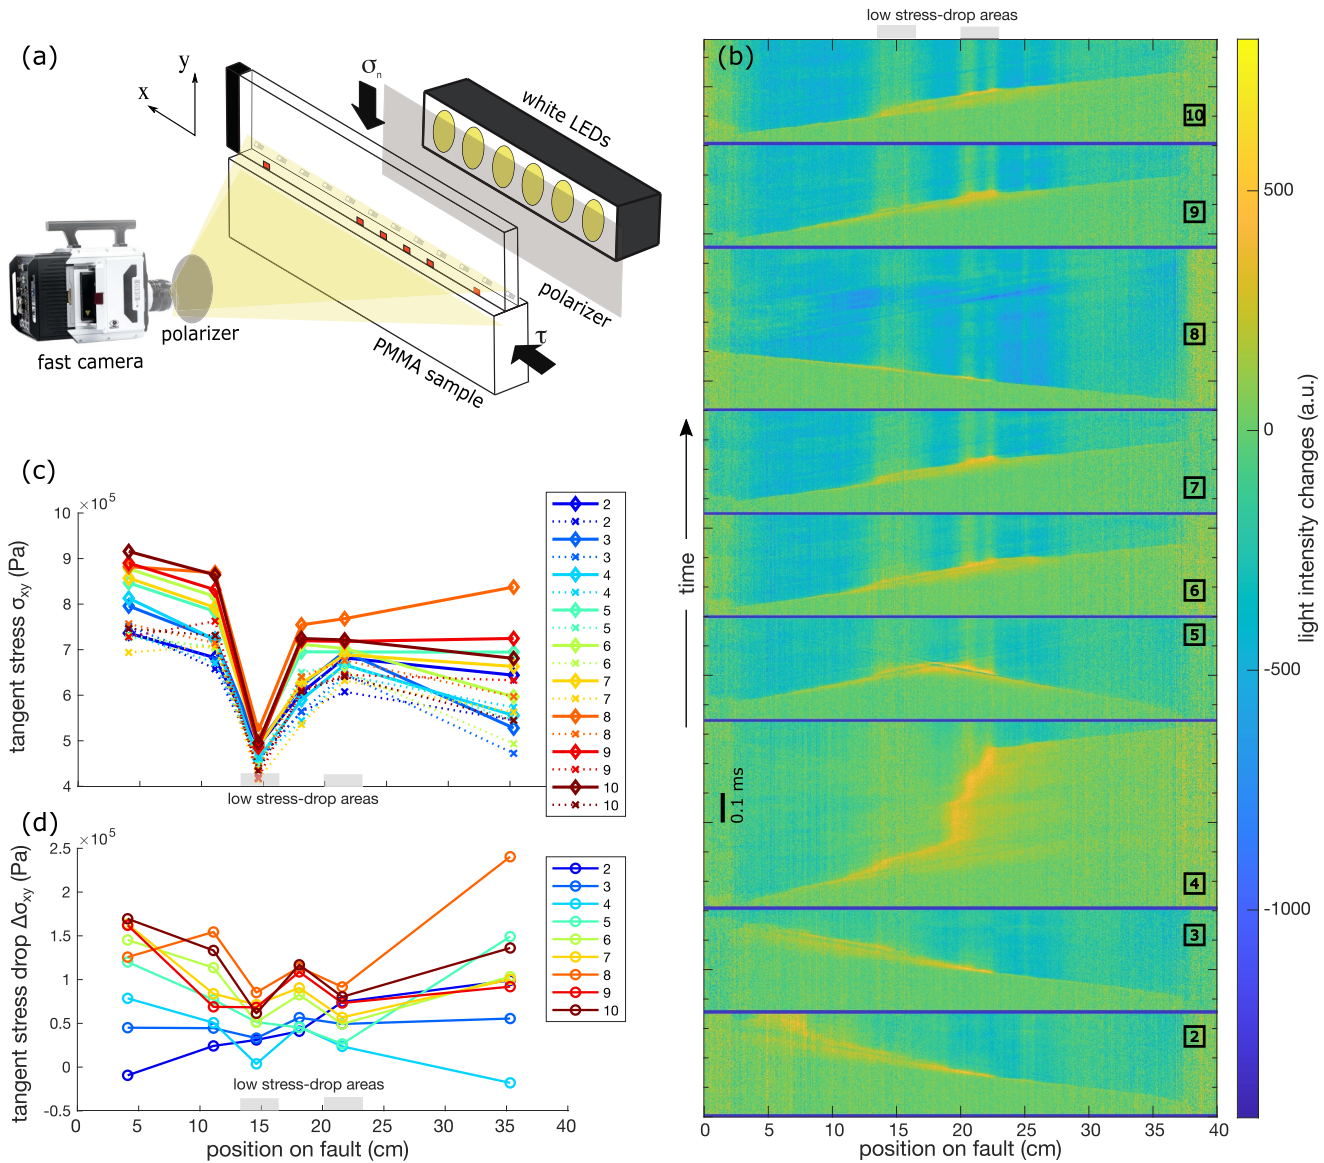 (a)
y
x
σn
white LEDs
polarizer
polarizer
fast camera
PMMA sample
τ
low stress-drop areas
(b)
10
9
8
7
6
5
4
3
2
time
0.1 ms
0 5 10 15 20 25 30 35 40
position on fault (cm)
500
0
-500
-1000
light intensity changes (a.u.)
(c)
×10^5
10
9
8
7
6
5
4
tangent stress σxy (Pa)
low stress-drop areas
2
2
3
3
4
4
5
5
6
6
7
7
8
8
9
9
10
10
(d)
×10^5
2.5
2
1.5
1
0.5
0
-0.5
tangent stress drop Δσxy (Pa)
low stress-drop areas
2
3
4
5
6
7
8
9
10
0 5 10 15 20 25 30 35 40
position on fault (cm)